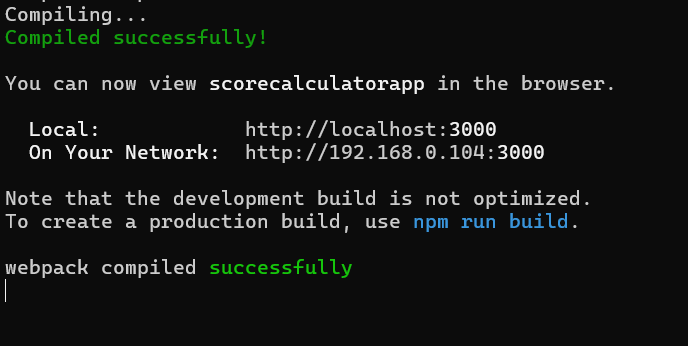 Compiling...
Compiled successfully!
You can now view scorecalculatorapp in the browser.
Local: http://localhost:3000
On Your Network: http://192.168.0.104:3000
Note that the development build is not optimized.
To create a production build, use npm run build.
webpack compiled successfully